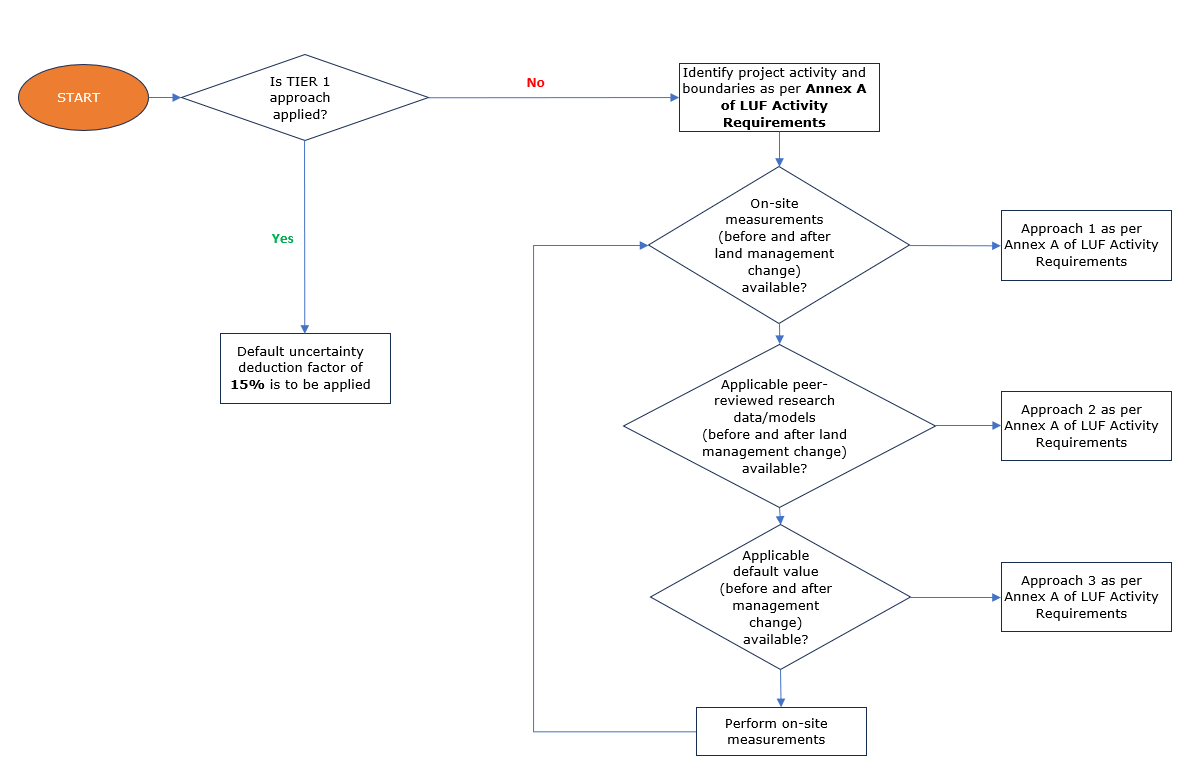 START
Is TIER 1
approach
applied?
No
Identify project activity and
boundaries as per Annex A
of LUF Activity
Requirements
Yes
Default uncertainty
deduction factor of
15% is to be applied
On-site
measurements
(before and after
land management
change)
available?
Approach 1 as per
Annex A of LUF Activity
Requirements
Applicable peer-
reviewed research
data/models
(before and after land
management change)
available?
Approach 2 as per
Annex A of LUF Activity
Requirements
Applicable
default value
(before and after
management
change)
available?
Approach 3 as per
Annex A of LUF Activity
Requirements
Perform on-site
measurements